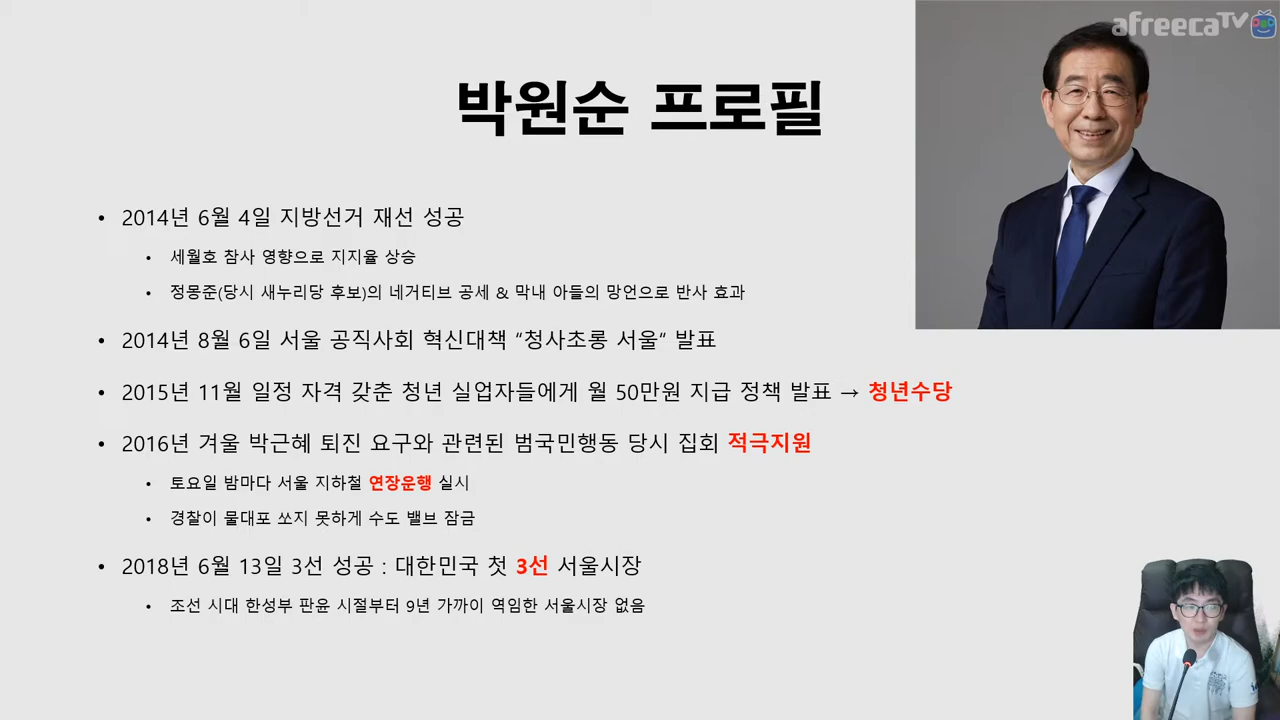 afreecaTV
박원순 프로필
• 2014년 6월 4일 지방선거 재선 성공
• 세월호 참사 영향으로 지지율 상승
• 정몽준(당시 새누리당 후보)의 네거티브 공세 & 막내 아들의 망언으로 반사 효과
• 2014년 8월 6일 서울 공직사회 혁신대책 “청사초롱 서울“ 발표
• 2015년 11월 일정 자격 갖춘 청년 실업자들에게 월 50만원 지급 정책 발표 → 청년수당
• 2016년 겨울 박근혜 퇴진 요구와 관련된 범국민행동 당시 집회 적극지원
• 토요일 밤마다 서울 지하철 연장운행 실시
• 경찰이 물대포 쏘지 못하게 수도 밸브 잠금
• 2018년 6월 13일 3선 성공 : 대한민국 첫 3선 서울시장
• 조선 시대 한성부 판윤 시절부터 9년 가까이 역임한 서울시장 없음